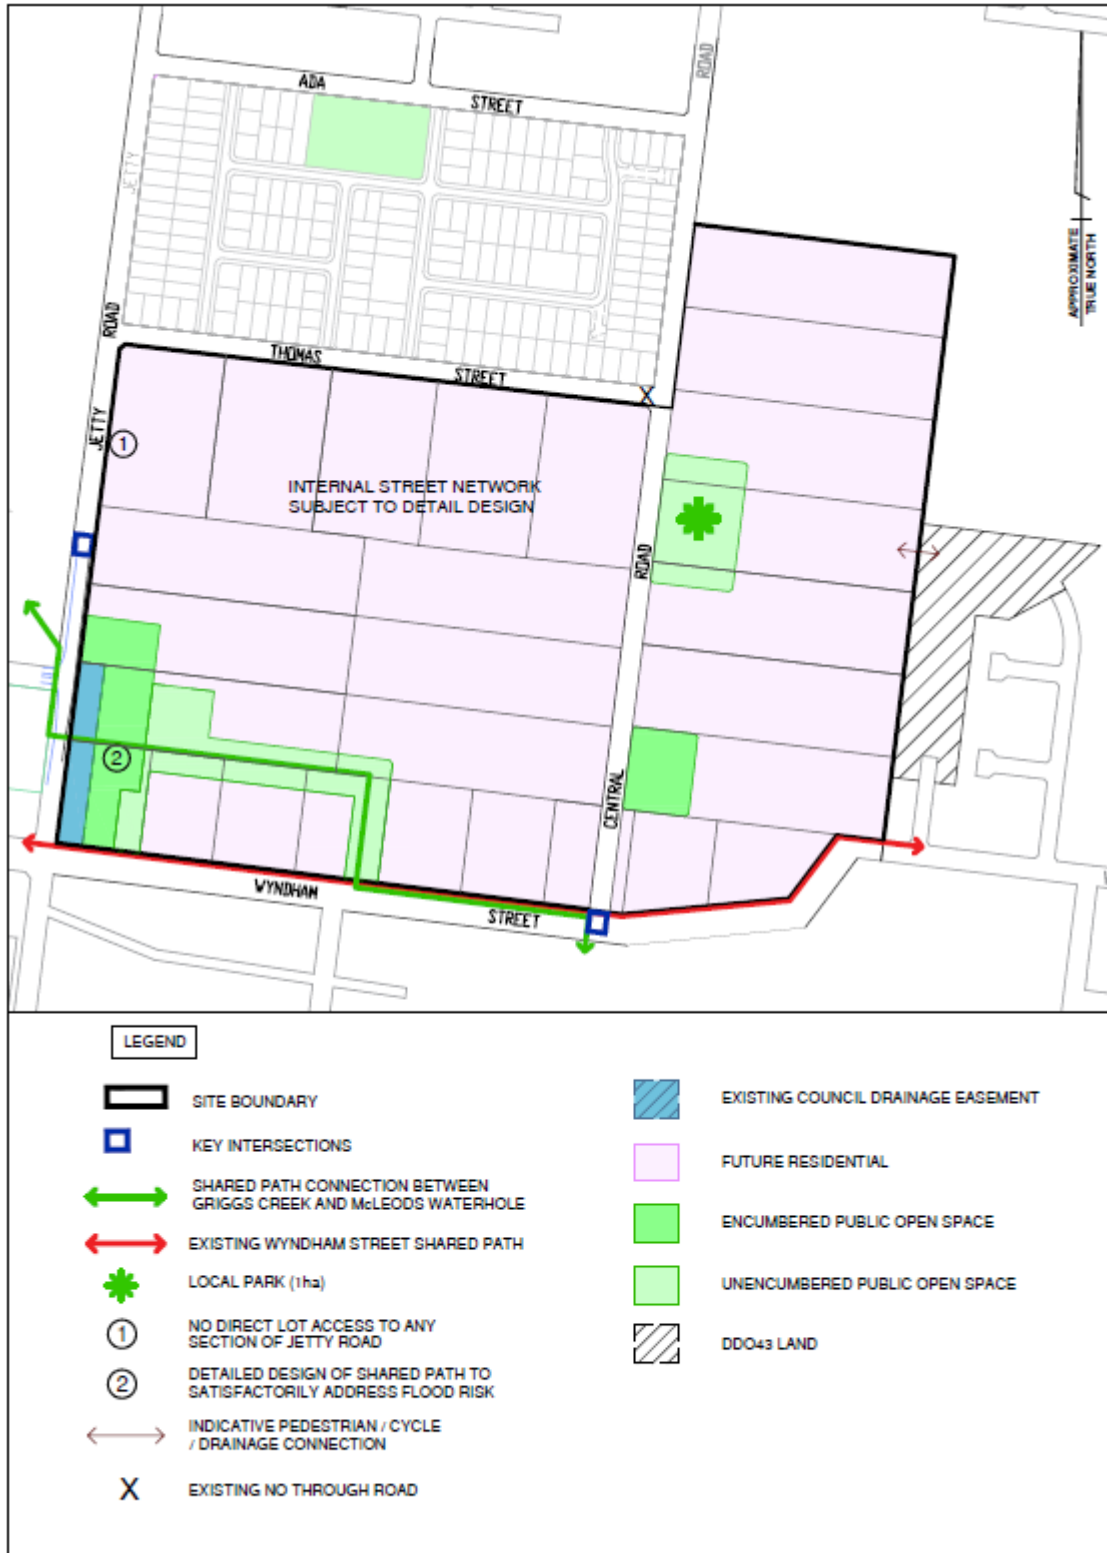 ROAD
ADA
STREET
JETTY
APPROXIMATE
TRUE NORTH
ROAD
THOMAS
STREET
X
JETTY
1
INTERNAL STREET NETWORK
SUBJECT TO DETAIL DESIGN
ROAD
2
CENTRAL
WYNDHAM
STREET
LEGEND
SITE BOUNDARY
KEY INTERSECTIONS
SHARED PATH CONNECTION BETWEEN
GRIGGS CREEK AND McLEODS WATERHOLE
EXISTING WYNDHAM STREET SHARED PATH
LOCAL PARK (1ha)
1 NO DIRECT LOT ACCESS TO ANY
SECTION OF JETTY ROAD
2 DETAILED DESIGN OF SHARED PATH TO
SATISFACTORILY ADDRESS FLOOD RISK
INDICATIVE PEDESTRIAN / CYCLE
/ DRAINAGE CONNECTION
X EXISTING NO THROUGH ROAD
EXISTING COUNCIL DRAINAGE EASEMENT
FUTURE RESIDENTIAL
ENCUMBERED PUBLIC OPEN SPACE
UNENCUMBERED PUBLIC OPEN SPACE
DDO43 LAND